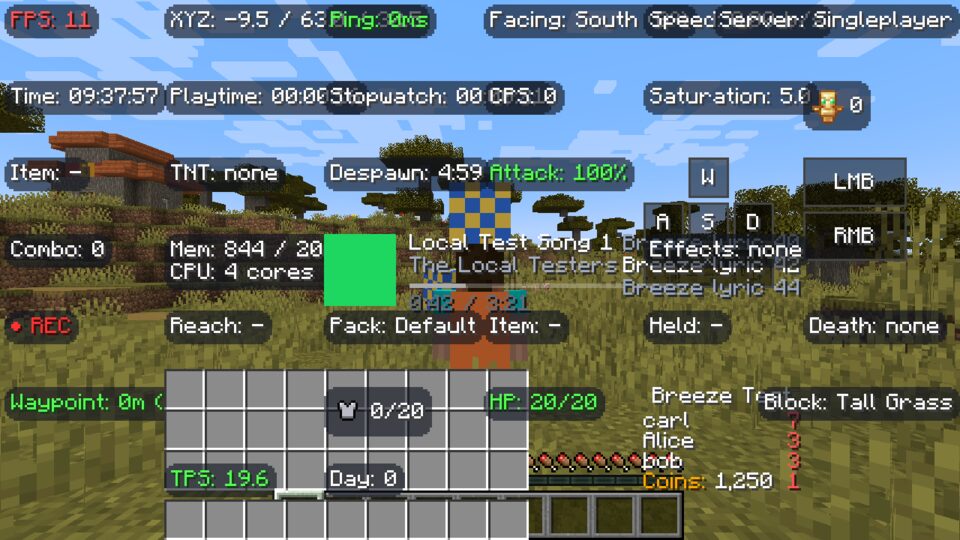 FPS: 11
XYZ: -9.5 / 63
Ping: 0ms
Facing: South
Speed
Server: Singleplayer
Time: 09:37:57
Playtime: 00:00
Stopwatch: 00
CPS: 0
Saturation: 5.0
0
Item: -
TNT: none
Despawn: 4:59
Attack: 100%
W
LMB
A S D
RMB
Combo: 0
Mem: 844 / 20
CPU: 4 cores
Local Test Song 1
The Local Testers
0:42 / 3:21
Effects: none
Breeze lyric 42
Breeze lyric 44
REC
Reach: -
Pack: Default
Item: -
Held: -
Death: none
Waypoint: 0m (
0/20
HP: 20/20
Breeze Te
Block: Tall Grass
carl 7
Alice 3
bob 3
Coins: 1,250 1
TPS: 19.6
Day: 0